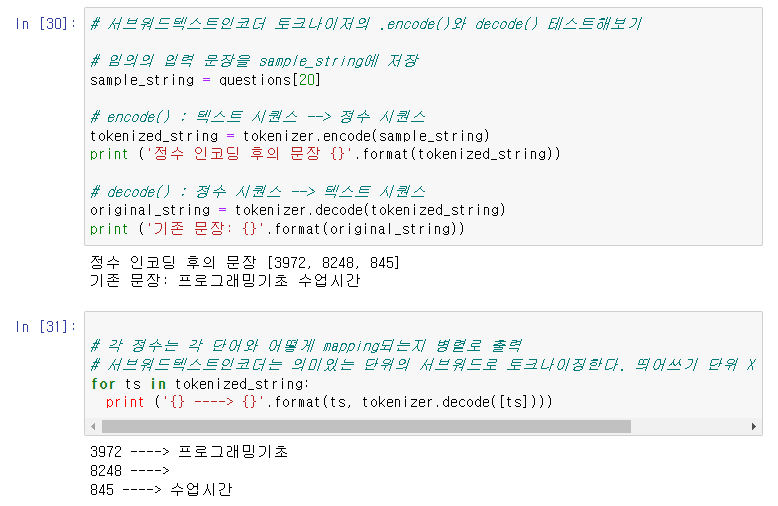 In [30]: # 서브워드텍스트인코더 토크나이저의 .encode()와 decode() 테스트해보기
# 임의의 입력 문장을 sample_string에 저장
sample_string = questions[20]
# encode() : 텍스트 시퀀스 --> 정수 시퀀스
tokenized_string = tokenizer.encode(sample_string)
print ('정수 인코딩 후의 문장 {}'.format(tokenized_string))
# decode() : 정수 시퀀스 --> 텍스트 시퀀스
original_string = tokenizer.decode(tokenized_string)
print ('기존 문장: {}'.format(original_string))
정수 인코딩 후의 문장 [3972, 8248, 845]
기존 문장: 프로그래밍기초 수업시간
In [31]:
# 각 정수는 각 단어와 어떻게 mapping되는지 병렬로 출력
# 서브워드텍스트인코더는 의미있는 단위의 서브워드로 토크나이징한다. 띄어쓰기 단위 X
for ts in tokenized_string:
print ('{} ----> {}'.format(ts, tokenizer.decode([ts])))
3972 ----> 프로그래밍기초
8248 ---->
845 ----> 수업시간